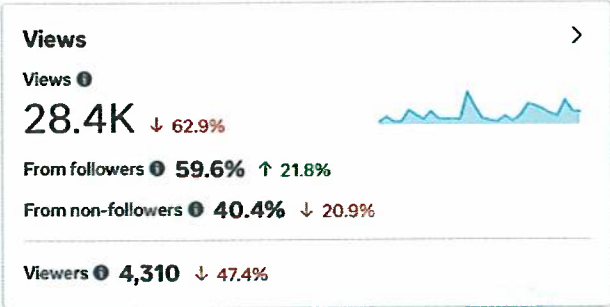 Views
Views
28.4K ↓ 62.9%
From followers 59.6% ↑ 21.8%
From non-followers 40.4% ↓ 20.9%
Viewers 4,310 ↓ 47.4%